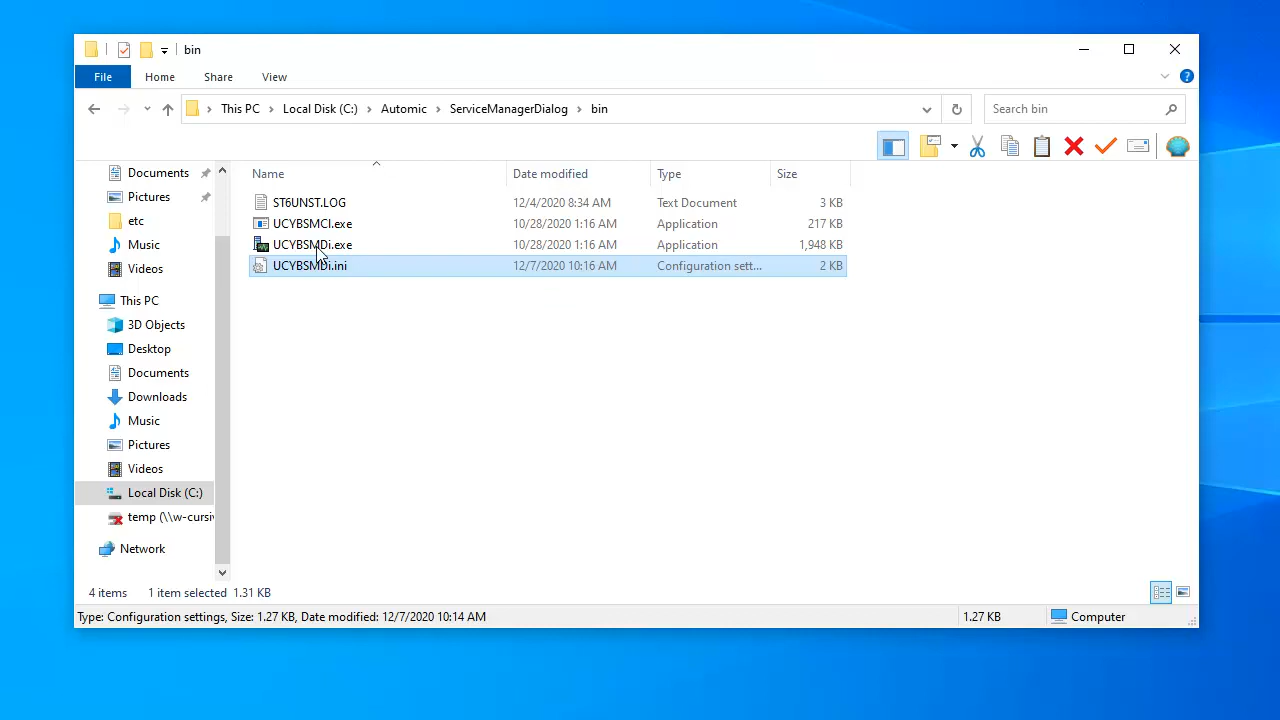 bin
File Home Share View
This PC Local Disk (C:) Automic ServiceManagerDialog bin Search bin
Name Date modified Type Size
ST6UNST.LOG 12/4/2020 8:34 AM Text Document 3 KB
UCYBSMCl.exe 10/28/2020 1:16 AM Application 217 KB
UCYBSMDi.exe 10/28/2020 1:16 AM Application 1,948 KB
UCYBSMDi.ini 12/7/2020 10:16 AM Configuration sett... 2 KB
Documents
Pictures
etc
Music
Videos
This PC
3D Objects
Desktop
Documents
Downloads
Music
Pictures
Videos
Local Disk (C:)
temp (\\w-cursiv
Network
4 items 1 item selected 1.31 KB
Type: Configuration settings, Size: 1.27 KB, Date modified: 12/7/2020 10:14 AM 1.27 KB Computer